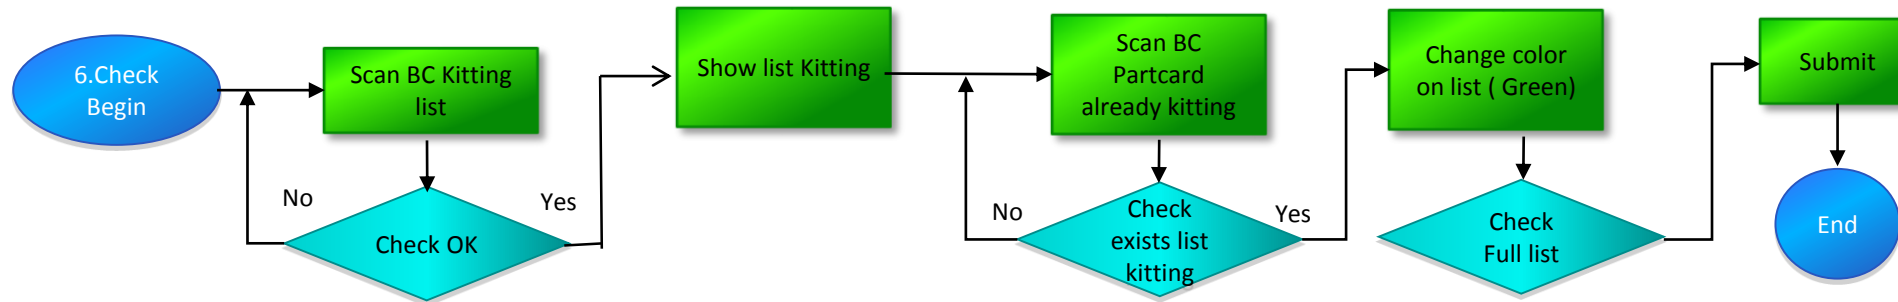 6.Check
Begin
Scan BC Kitting
list
No
Yes
Check OK
Show list Kitting
Scan BC
Partcard
already kitting
No
Yes
Check
exists list
kitting
Change color
on list ( Green)
Check
Full list
Submit
End